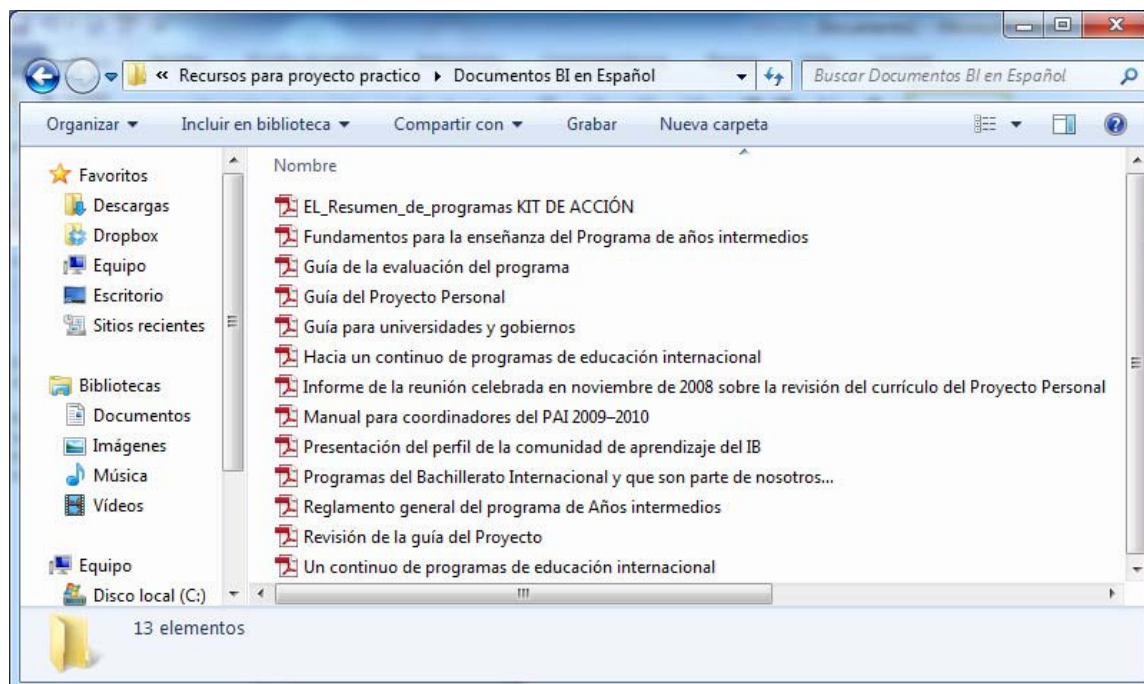 « Recursos para proyecto practico Documentos BI en Español
Buscar Documentos BI en Español
Organizar Incluir en biblioteca Compartir con Grabar Nueva carpeta
Favoritos
Descargas
Dropbox
Equipo
Escritorio
Sitios recientes
Bibliotecas
Documentos
Imágenes
Música
Vídeos
Equipo
Disco local (C:)
Nombre
EL_Resumen_de_programas KIT DE ACCIÓN
Fundamentos para la enseñanza del Programa de años intermedios
Guía de la evaluación del programa
Guía del Proyecto Personal
Guía para universidades y gobiernos
Hacia un continuo de programas de educación internacional
Informe de la reunión celebrada en noviembre de 2008 sobre la revisión del currículo del Proyecto Personal
Manual para coordinadores del PAI 2009–2010
Presentación del perfil de la comunidad de aprendizaje del IB
Programas del Bachillerato Internacional y que son parte de nosotros...
Reglamento general del programa de Años intermedios
Revisión de la guía del Proyecto
Un continuo de programas de educación internacional
13 elementos